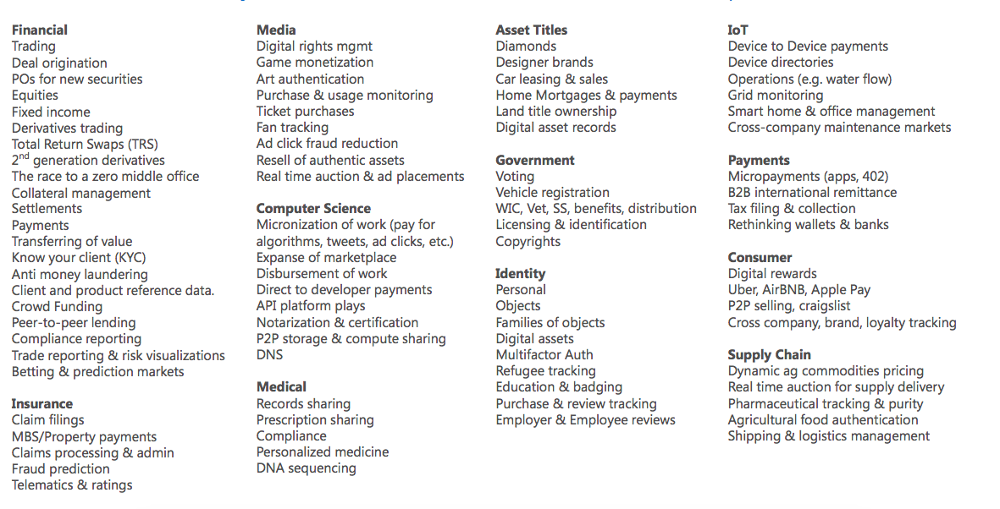 Financial
Trading
Deal origination
POs for new securities
Equities
Fixed income
Derivatives trading
Total Return Swaps (TRS)
2nd generation derivatives
The race to a zero middle office
Collateral management
Settlements
Payments
Transferring of value
Know your client (KYC)
Anti money laundering
Client and product reference data.
Crowd Funding
Peer-to-peer lending
Compliance reporting
Trade reporting & risk visualizations
Betting & prediction markets
Insurance
Claim filings
MBS/Property payments
Claims processing & admin
Fraud prediction
Telematics & ratings
Media
Digital rights mgmt
Game monetization
Art authentication
Purchase & usage monitoring
Ticket purchases
Fan tracking
Ad click fraud reduction
Resell of authentic assets
Real time auction & ad placements
Computer Science
Micronization of work (pay for
algorithms, tweets, ad clicks, etc.)
Expanse of marketplace
Disbursement of work
Direct to developer payments
API platform plays
Notarization & certification
P2P storage & compute sharing
DNS
Medical
Records sharing
Prescription sharing
Compliance
Personalized medicine
DNA sequencing
Asset Titles
Diamonds
Designer brands
Car leasing & sales
Home Mortgages & payments
Land title ownership
Digital asset records
Government
Voting
Vehicle registration
WIC, Vet, SS, benefits, distribution
Licensing & identification
Copyrights
Identity
Personal
Objects
Families of objects
Digital assets
Multifactor Auth
Refugee tracking
Education & badging
Purchase & review tracking
Employer & Employee reviews
IoT
Device to Device payments
Device directories
Operations (e.g. water flow)
Grid monitoring
Smart home & office management
Cross-company maintenance markets
Payments
Micropayments (apps, 402)
B2B international remittance
Tax filing & collection
Rethinking wallets & banks
Consumer
Digital rewards
Uber, AirBNB, Apple Pay
P2P selling, craigslist
Cross company, brand, loyalty tracking
Supply Chain
Dynamic ag commodities pricing
Real time auction for supply delivery
Pharmaceutical tracking & purity
Agricultural food authentication
Shipping & logistics management